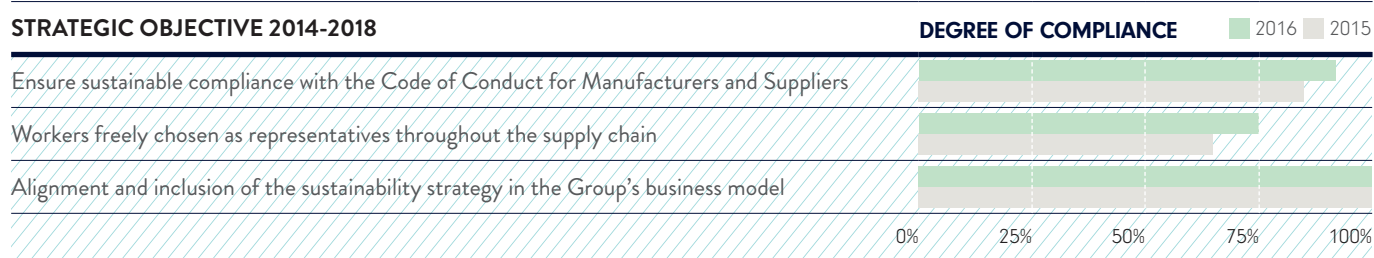 STRATEGIC OBJECTIVE 2014-2018 DEGREE OF COMPLIANCE 2016 2015
Ensure sustainable compliance with the Code of Conduct for Manufacturers and Suppliers
Workers freely chosen as representatives throughout the supply chain
Alignment and inclusion of the sustainability strategy in the Group's business model
0% 25% 50% 75% 100%